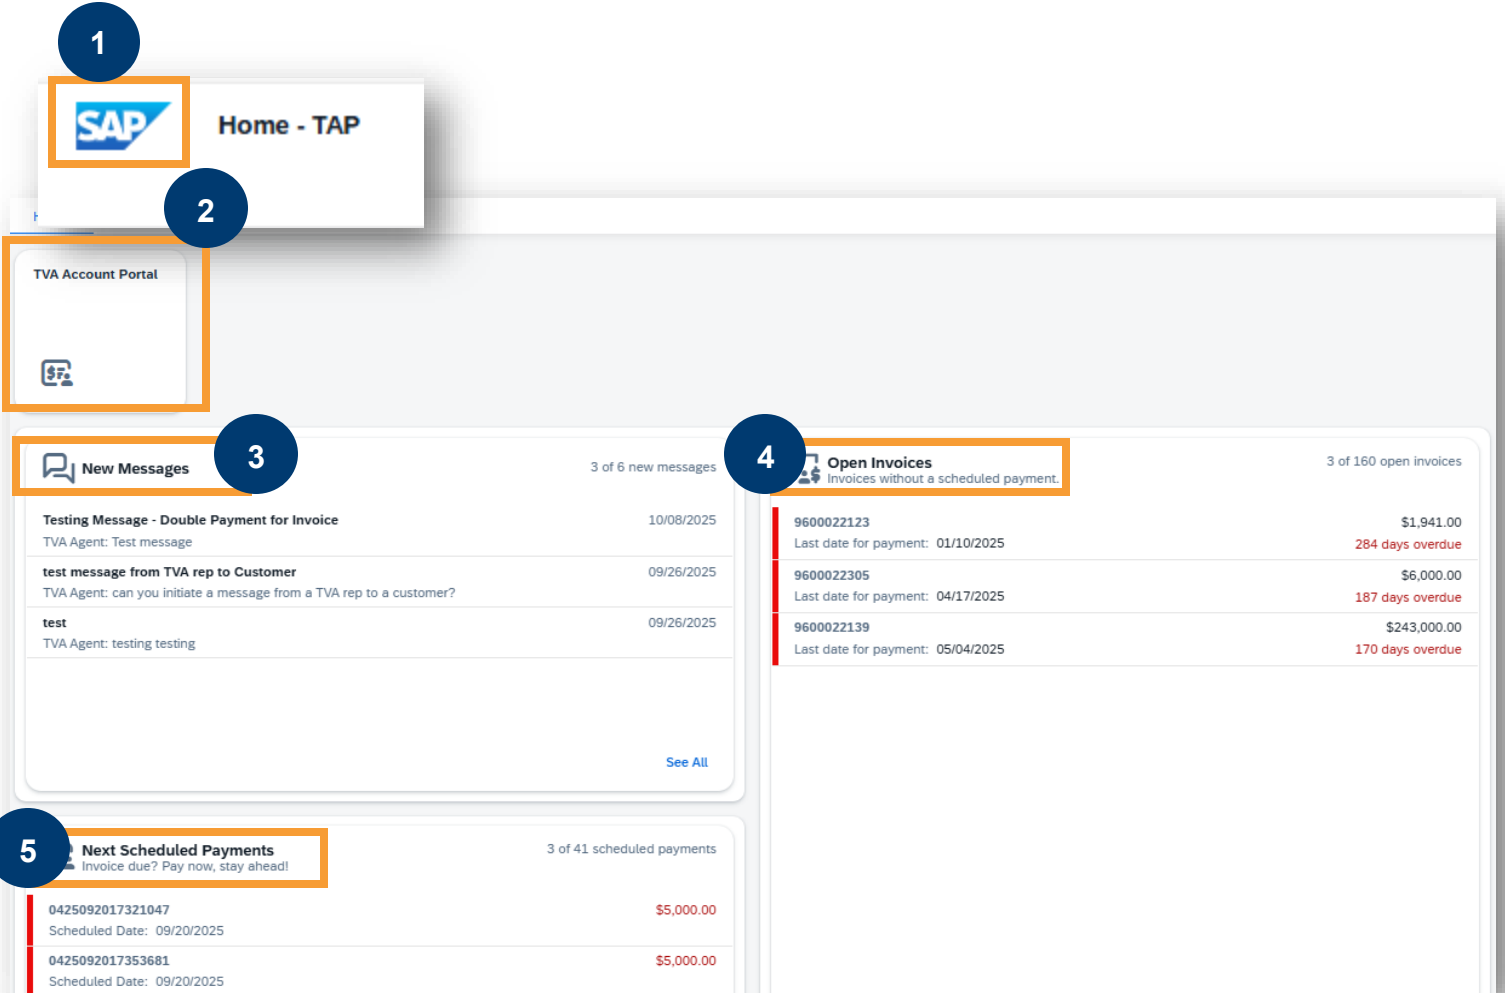 1
SAP
Home - TAP
2
TVA Account Portal
New Messages
3
3 of 6 new messages
Testing Message - Double Payment for Invoice
10/08/2025
TVA Agent: Test message
test message from TVA rep to Customer
09/26/2025
TVA Agent: can you initiate a message from a TVA rep to a customer?
test
09/26/2025
TVA Agent: testing testing
See All
4
Open Invoices
Invoices without a scheduled payment.
3 of 160 open invoices
9600022123
$1,941.00
Last date for payment: 01/10/2025
284 days overdue
9600022305
$6,000.00
Last date for payment: 04/17/2025
187 days overdue
9600022139
$243,000.00
Last date for payment: 05/04/2025
170 days overdue
5
Next Scheduled Payments
Invoice due? Pay now, stay ahead!
3 of 41 scheduled payments
0425092017321047
$5,000.00
Scheduled Date: 09/20/2025
0425092017353681
$5,000.00
Scheduled Date: 09/20/2025